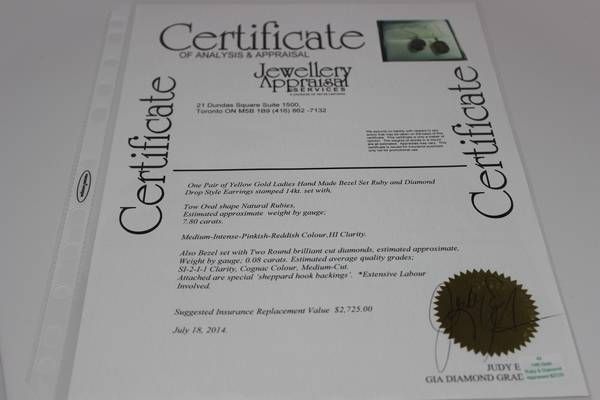 Certificate
OF ANALYSIS & APPRAISAL
Jewellery
Appraisal
SERVICES
Certificate
Certificate
21 Dundas Square Suite 1500,
Toronto ON M5B 1B9 (416) 862 -7132
One Pair of Yellow Gold Ladies Hand Made Bezel Set Ruby and Diamond
Drop Style Earrings stamped 14kt. set with,
Tow Oval shape Natural Rubies,
Estimated approximate weight by gauge;
7.80 carats.
Medium-Intense-Pinkish-Reddish Colour,HI Clarity.
Also Bezel set with Two Round brilliant cut diamonds, estimated approximate,
Weight by gauge; 0.08 carats. Estimated average quality grades;
SI-2-I-1 Clarity, Cognac Colour, Medium-Cut.
Attached are special 'sheppard hook backings'. *Extensive Labour
Involved.
Suggested Insurance Replacement Value $2,725.00
July 18, 2014.
JUDY E
GIA DIAMOND GRAD